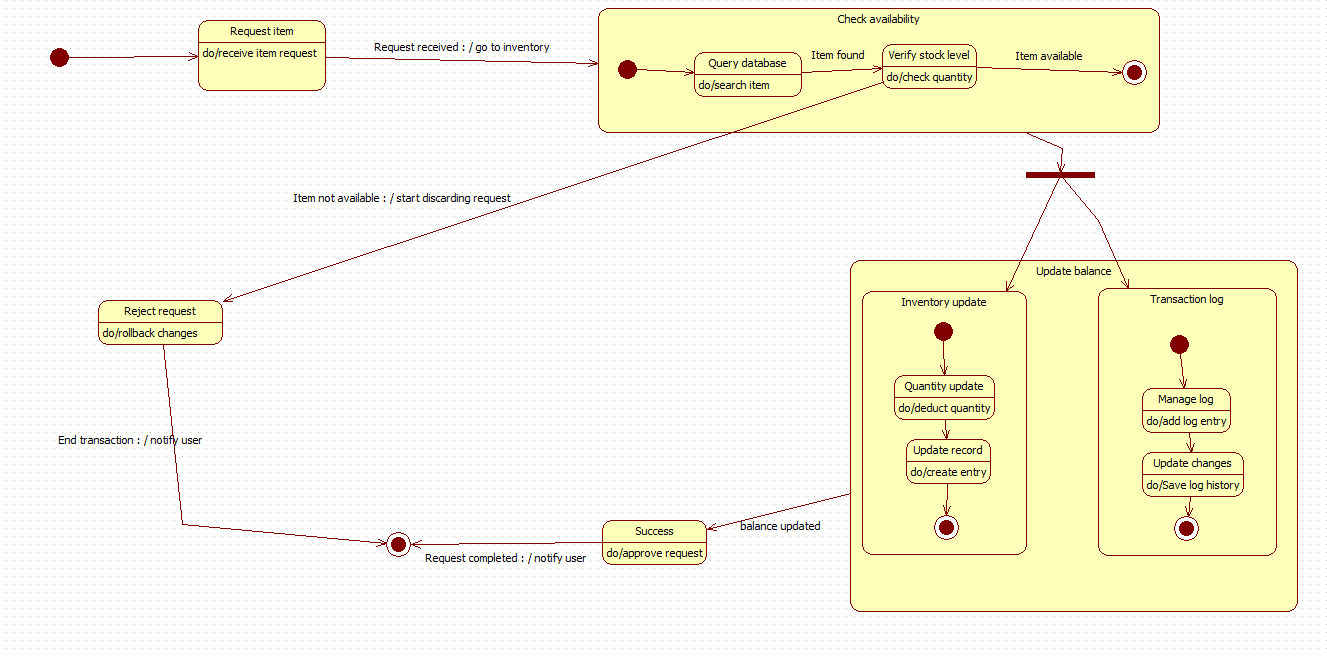 Request item
do/receive item request
Request received : / go to inventory
Check availability
Query database
do/search item
Item found
Verify stock level
do/check quantity
Item available
Item not available : / start discarding request
Update balance
Inventory update
Quantity update
do/deduct quantity
Update record
do/create entry
Transaction log
Manage log
do/add log entry
Update changes
do/Save log history
Reject request
do/rollback changes
End transaction : / notify user
balance updated
Success
do/approve request
Request completed : / notify user